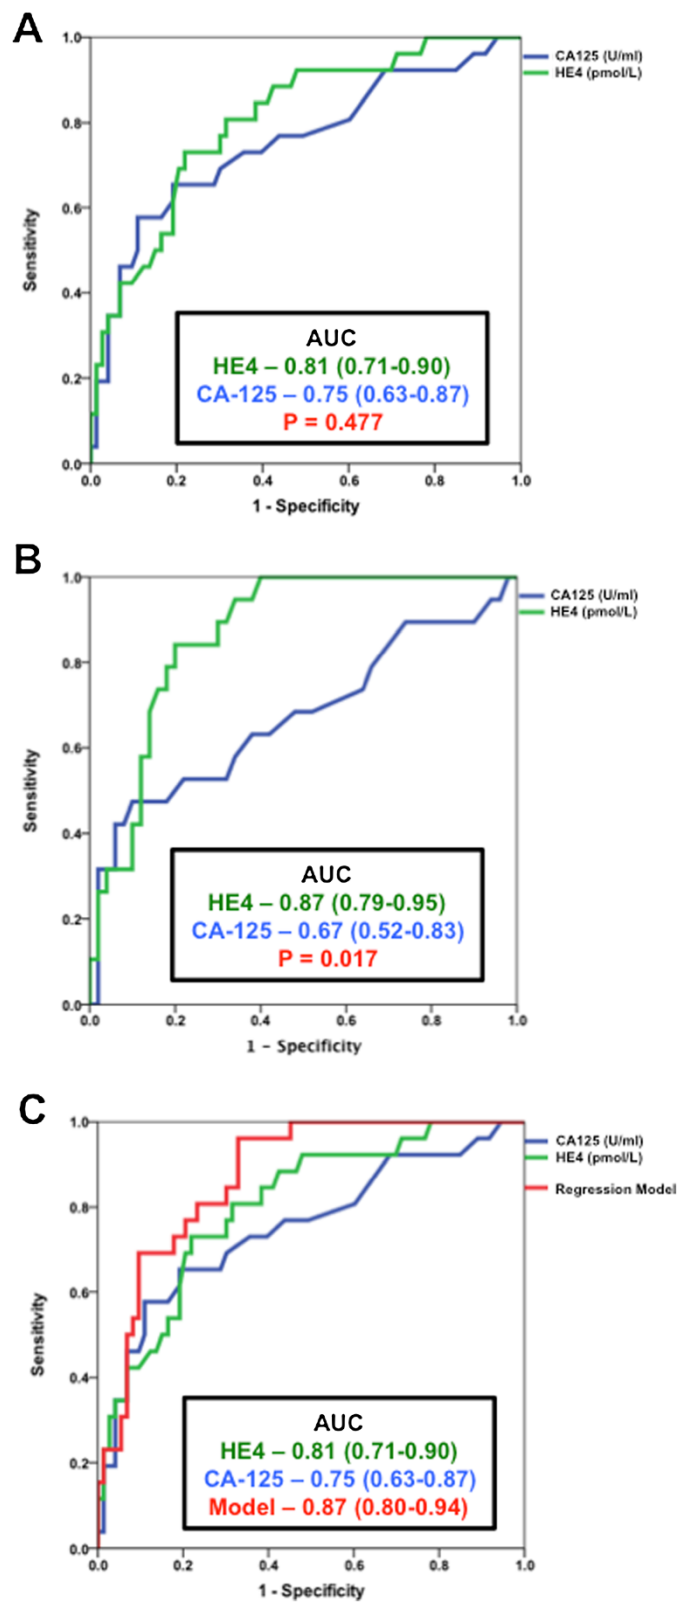 A
1.0
0.8
0.6
0.4
0.2
0.0
Sensitivity
CA125 (U/ml)
HE4 (pmol/L)
AUC
HE4 – 0.81 (0.71-0.90)
CA-125 – 0.75 (0.63-0.87)
P = 0.477
0.0 0.2 0.4 0.6 0.8 1.0
1 - Specificity
B
1.0
0.8
0.6
0.4
0.2
0.0
Sensitivity
CA125 (U/ml)
HE4 (pmol/L)
AUC
HE4 – 0.87 (0.79-0.95)
CA-125 – 0.67 (0.52-0.83)
P = 0.017
0.0 0.2 0.4 0.6 0.8 1.0
1 – Specificity
C
1.0
0.8
0.6
0.4
0.2
0.0
Sensitivity
CA125 (U/ml)
HE4 (pmol/L)
Regression Model
AUC
HE4 – 0.81 (0.71-0.90)
CA-125 – 0.75 (0.63-0.87)
Model – 0.87 (0.80-0.94)
0.0 0.2 0.4 0.6 0.8 1.0
1 - Specificity